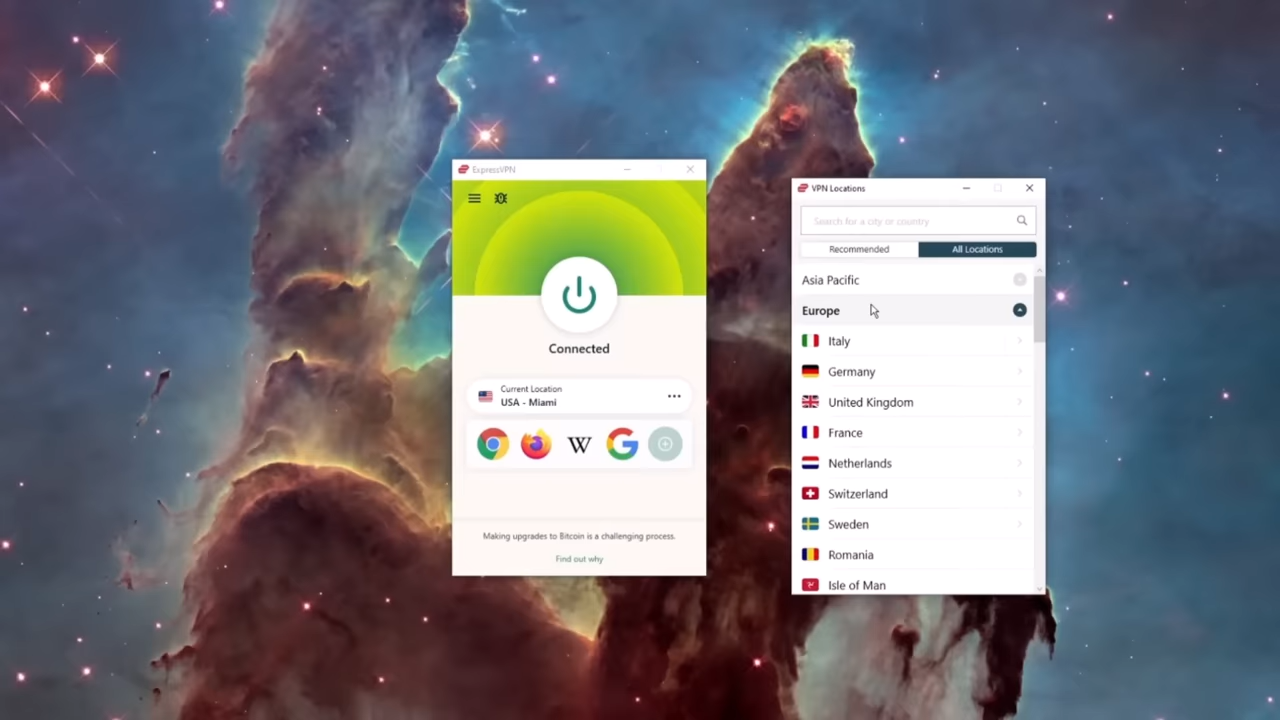 ExpressVPN
Connected
Current Location
USA - Miami
W
Making upgrades to Bitcoin is a challenging process.
Find out why
VPN Locations
Search for a city or country
Recommended
All Locations
Asia Pacific
Europe
Italy
Germany
United Kingdom
France
Netherlands
Switzerland
Sweden
Romania
Isle of Man